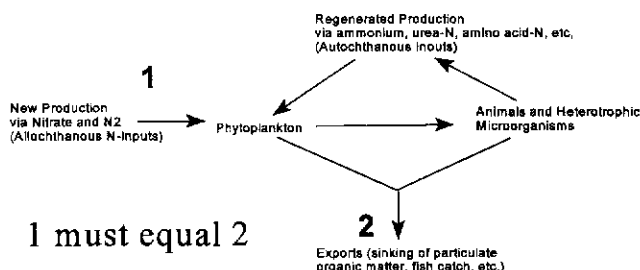 Regenerated Production
via ammonium, urea-N, amino acid-N, etc,
(Autochthanous inouts)
1
New Production
via Nitrate and N2
(Allochthanous N-Inputs)
Phytoplankton
Animals and Heterotrophic
Microorganisms
2
1 must equal 2
Exports (sinking of particulate
organic matter, fish catch, etc.)